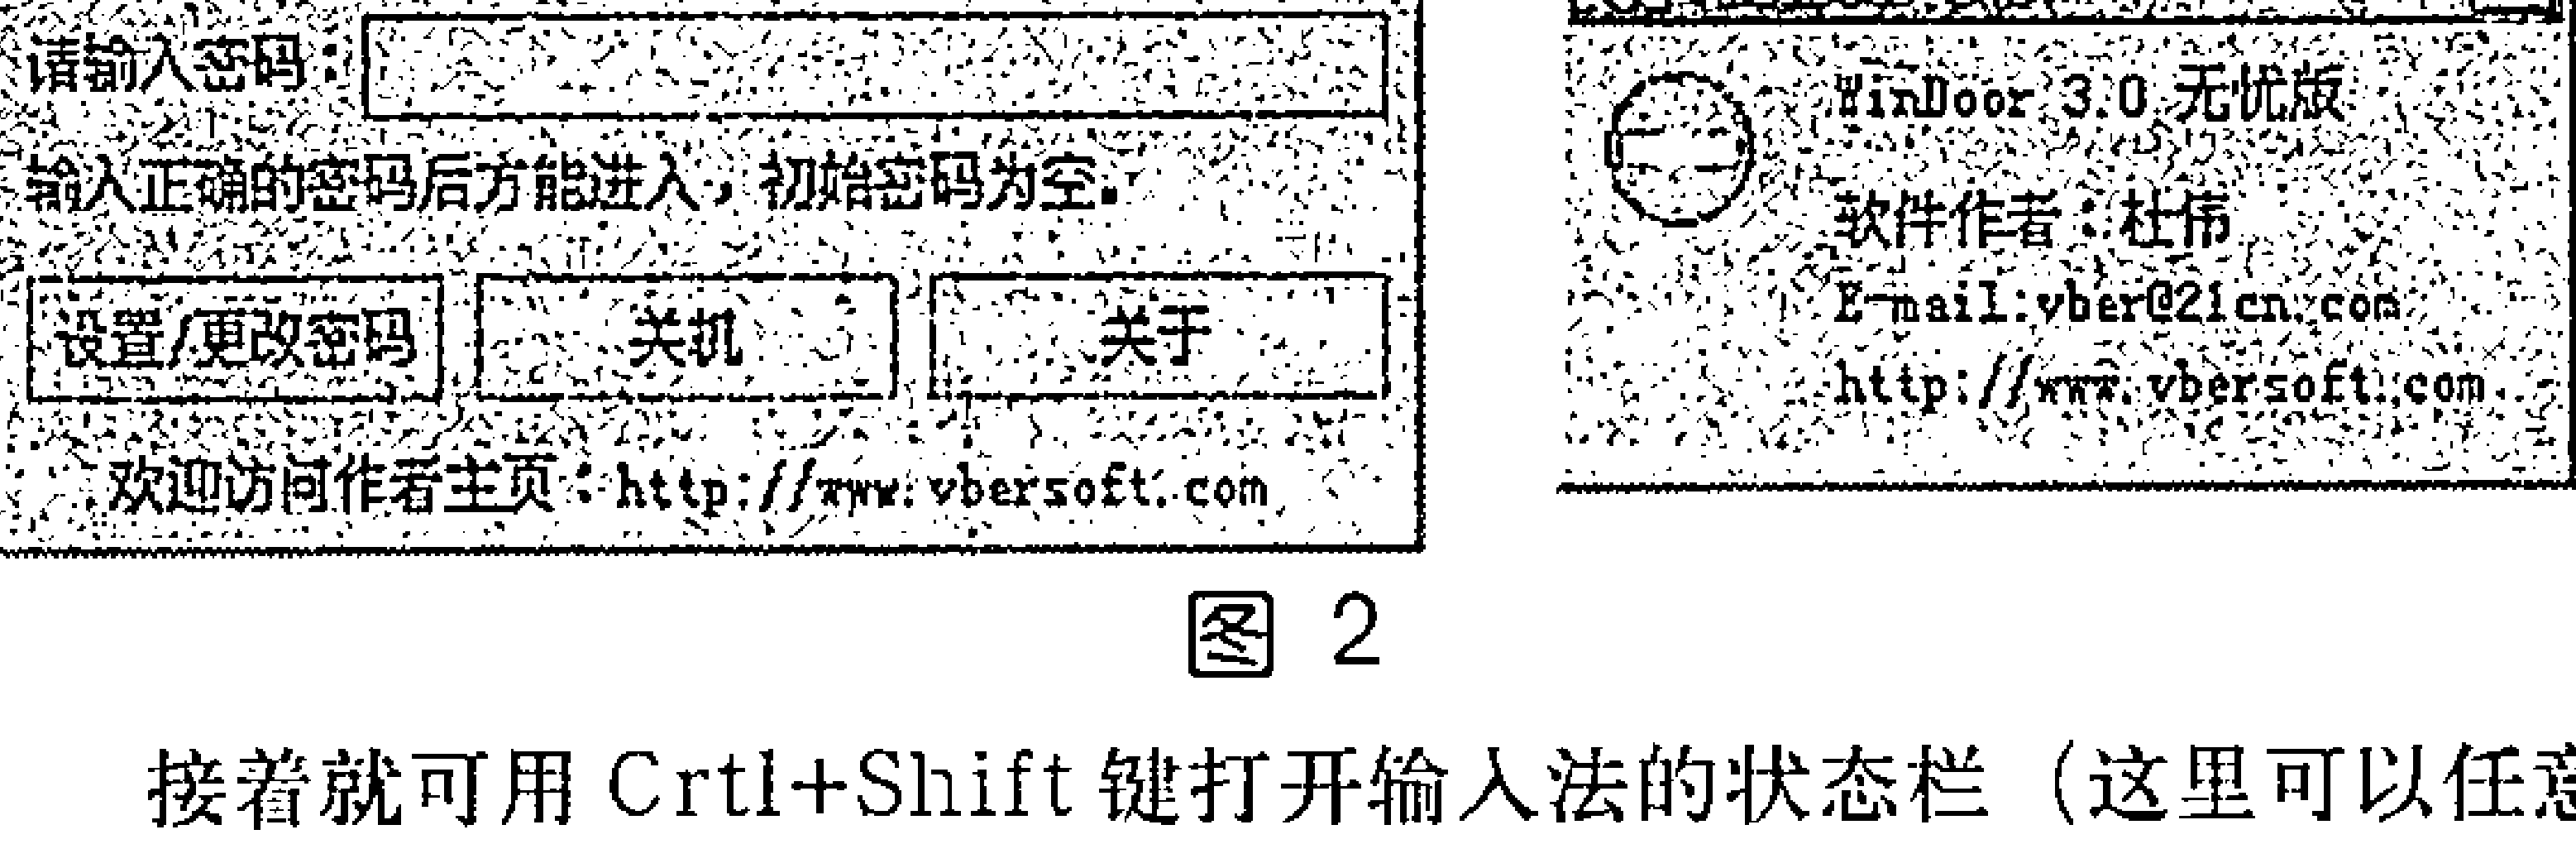 请输入密码：
输入正确的密码后方能进入，初始密码为空.
设置/更改密码
关机
关于
欢迎访问作者主页：http://www.vbersoft.com
WinDoor 3.0 无忧版
软件作者：杜伟
E-mail:vber@21cn.com
http://www.vbersoft.com
图 2
接着就可用 Crtl+Shift 键打开输入法的状态栏（这里可以任意